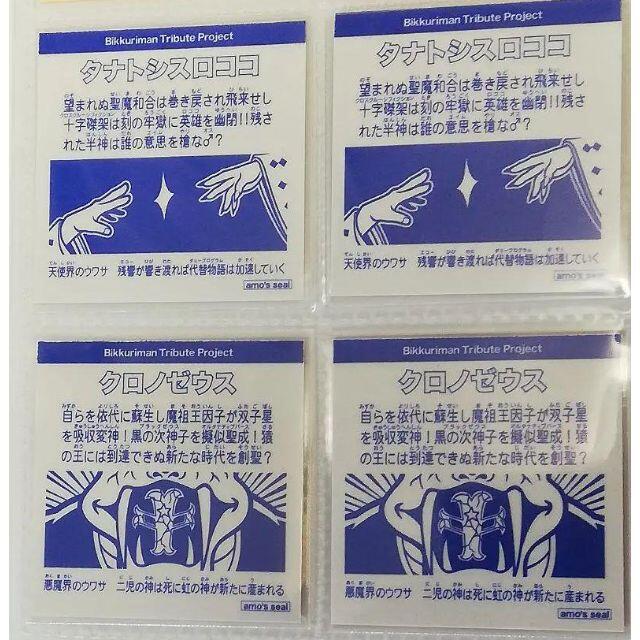 Bikkuriman Tribute Project
タナトシスロココ
望まれぬ聖魔和合は巻き戻され飛来せし
十字磔架は刻の牢獄に英雄を幽閉!!残さ
れた半神は誰の意思を槍な♂?
天使界のウワサ 残響が響き渡れば代替物語は加速していく
amo's seal
Bikkuriman Tribute Project
タナトシスロココ
望まれぬ聖魔和合は巻き戻され飛来せし
十字磔架は刻の牢獄に英雄を幽閉!!残さ
れた半神は誰の意思を槍な♂?
天使界のウワサ 残響が響き渡れば代替物語は加速していく
amo's seal
Bikkuriman Tribute Project
クロノゼウス
自らを依代に蘇生し魔祖王因子が双子星
を吸収変神!黒の次神子を擬似聖成!猿
の王には到達できぬ新たな時代を創聖?
悪魔界のウワサ 二児の神は死に虹の神が新たに産まれる
amo's seal
Bikkuriman Tribute Project
クロノゼウス
自らを依代に蘇生し魔祖王因子が双子星
を吸収変神!黒の次神子を擬似聖成!猿
の王には到達できぬ新たな時代を創聖?
悪魔界のウワサ 二児の神は死に虹の神が新たに産まれる
amo's seal